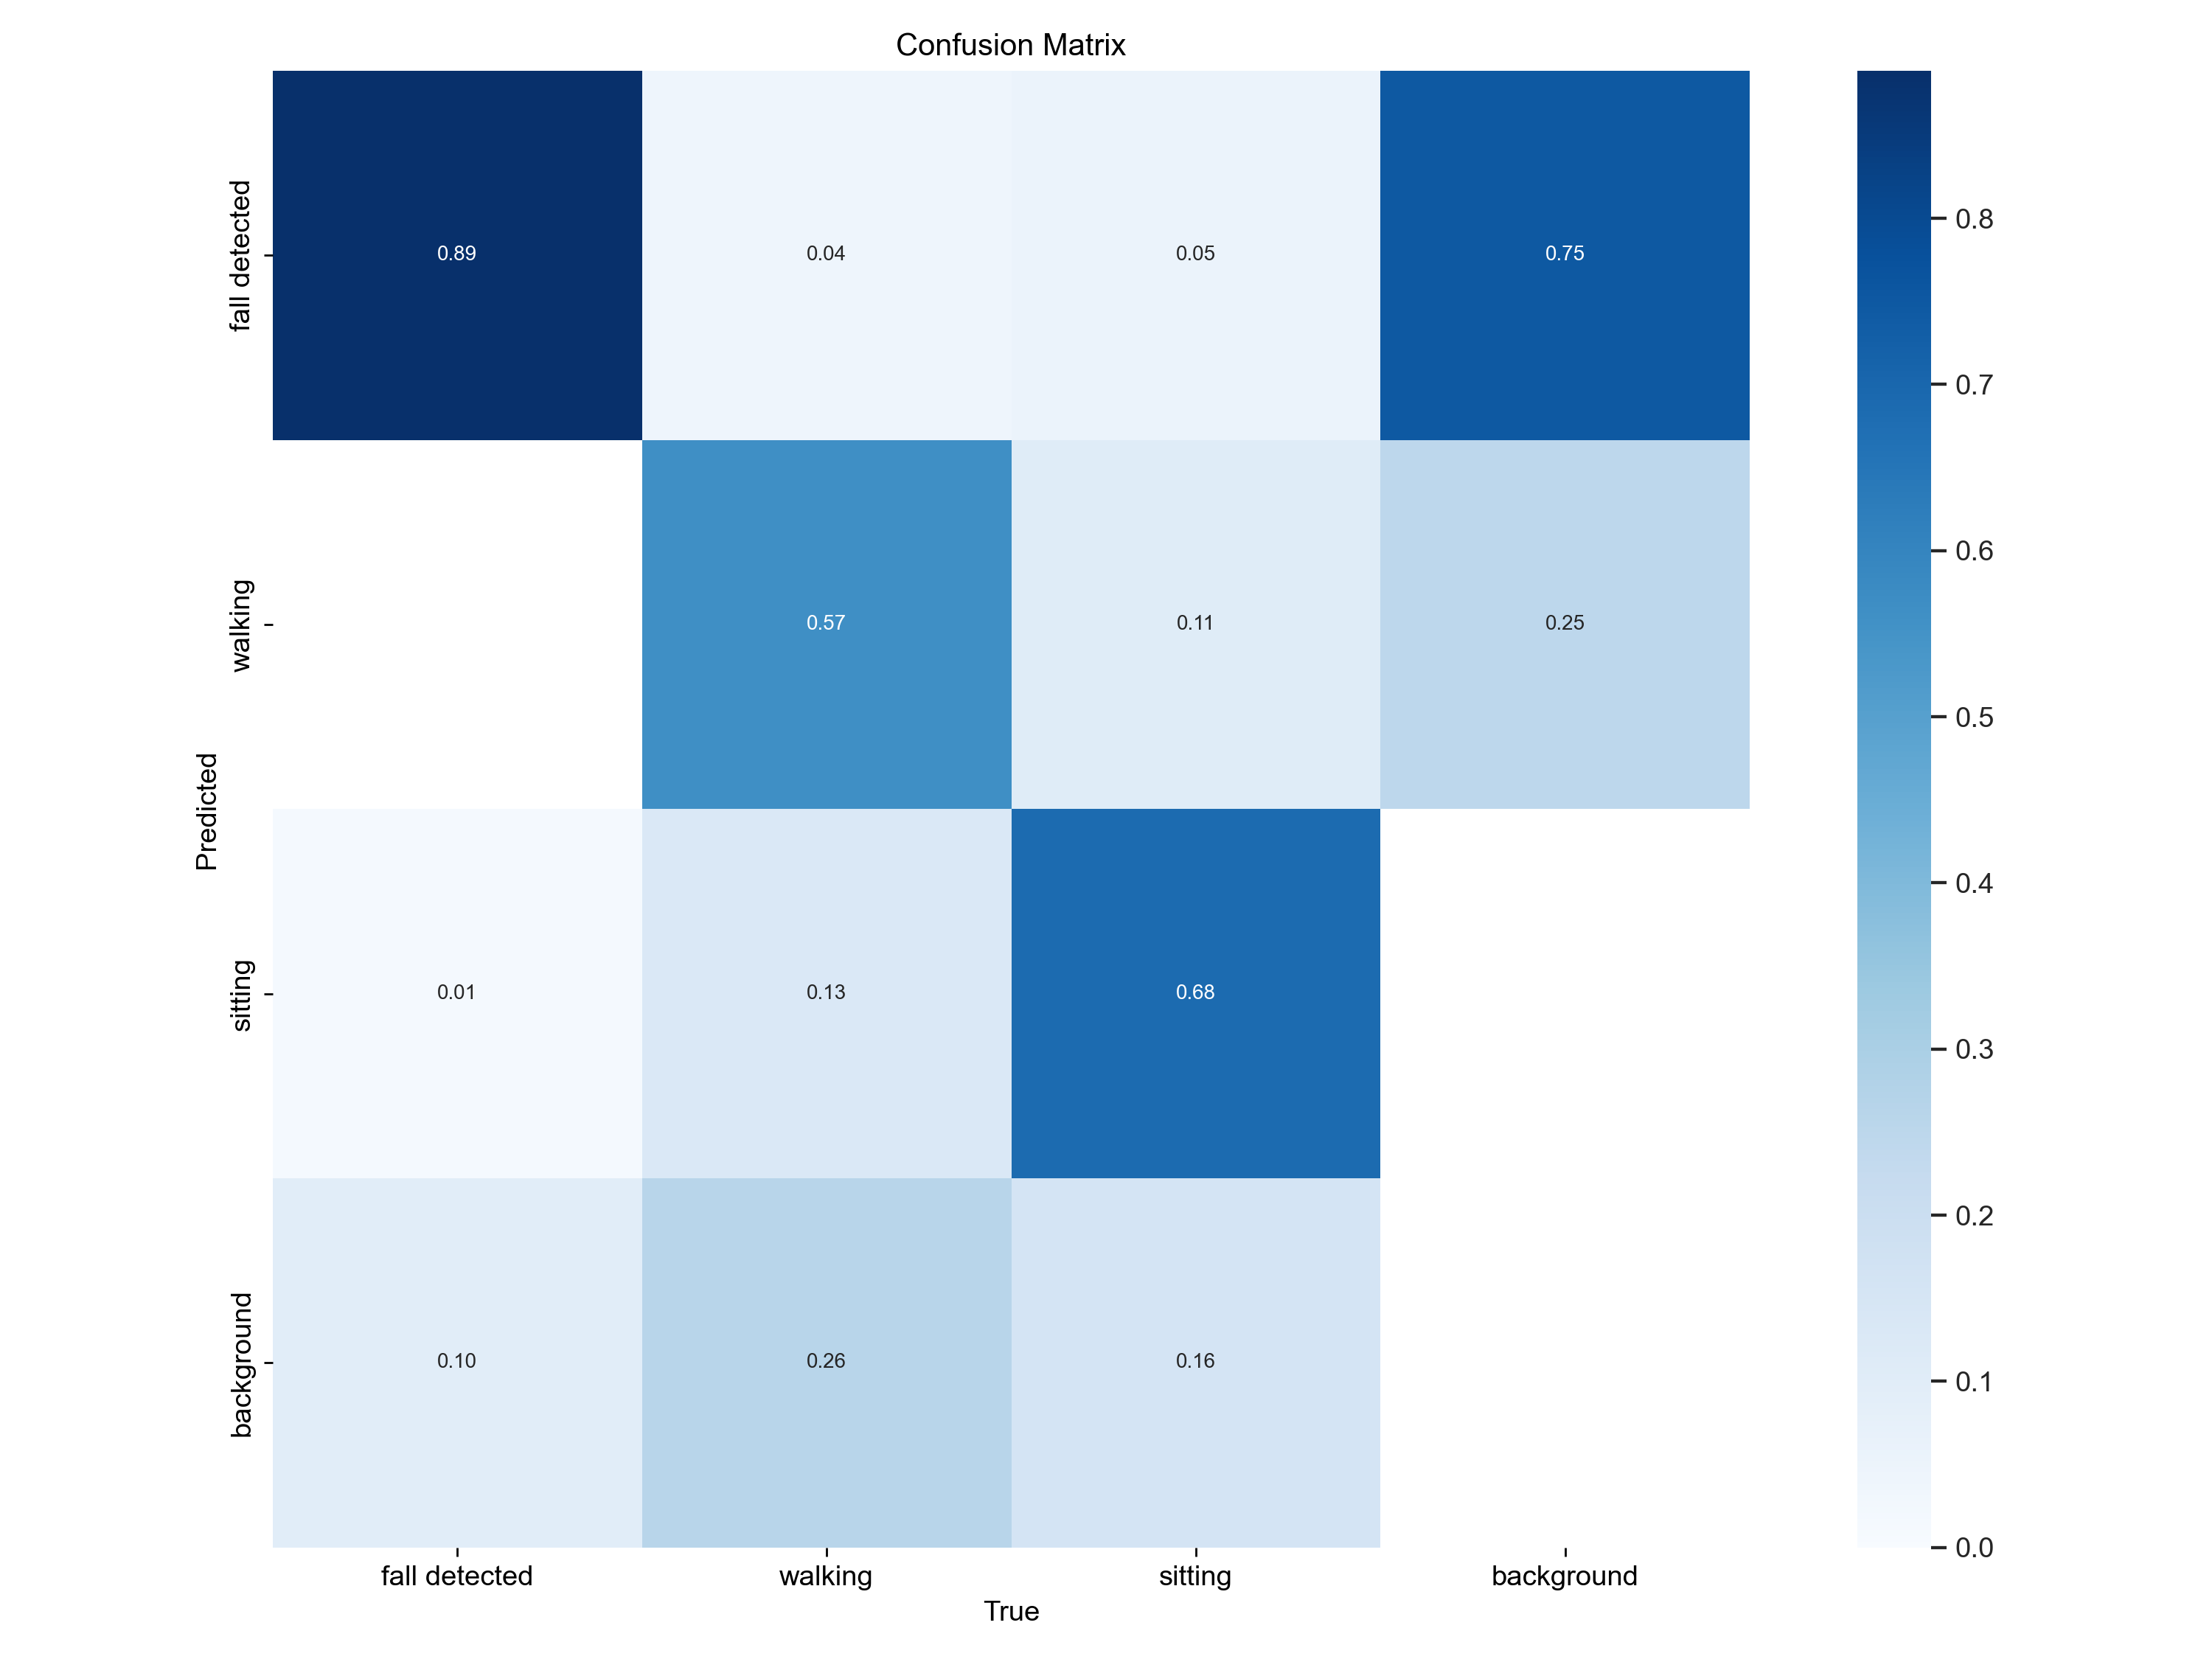 Confusion Matrix
fall detected
0.89
0.04
0.05
0.75
walking
0.57
0.11
0.25
Predicted
sitting
0.01
0.13
0.68
background
0.10
0.26
0.16
fall detected
walking
sitting
background
True
0.8
0.7
0.6
0.5
0.4
0.3
0.2
0.1
0.0